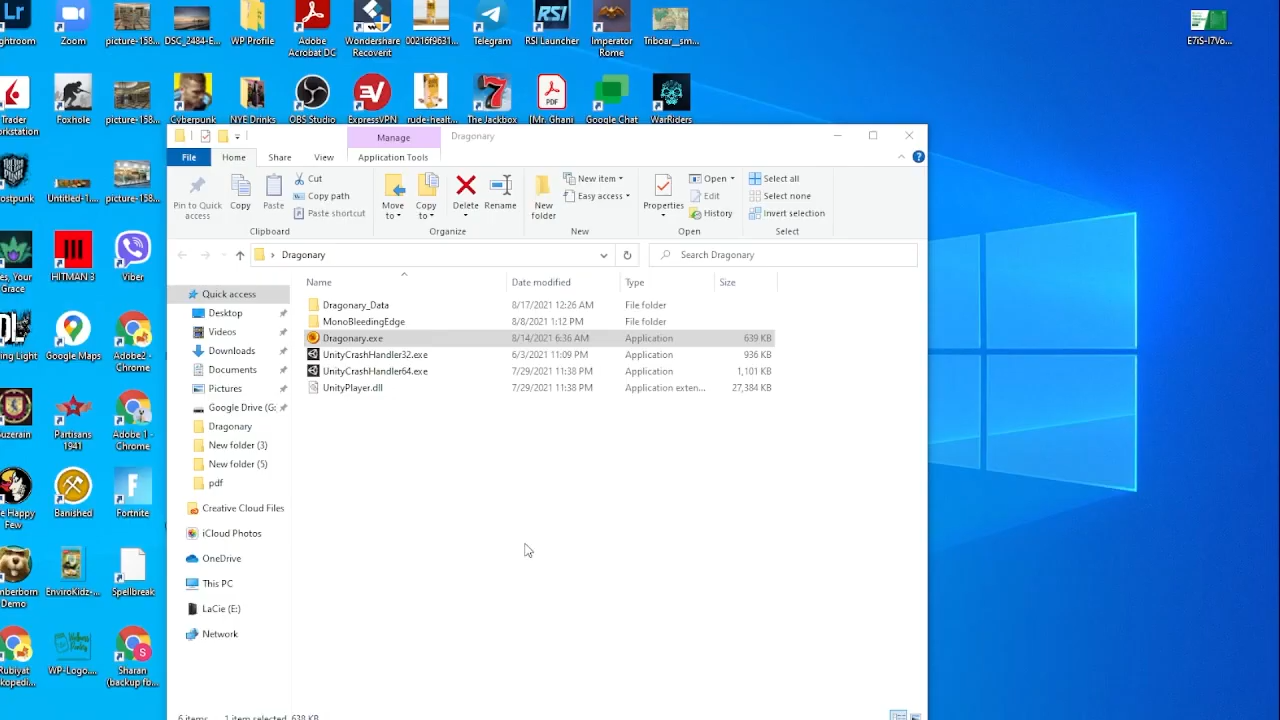 ghtroom
Zoom
picture-158...
DSC_2484-E...
WP Profile
Adobe
Acrobat DC
Wondershare
Recoverit
00216f9631...
Telegram
RSI Launcher
Imperator
Rome
Triboar__sm...
E7iS-I7Vo...
Trader
orkstation
Foxhole
picture-158...
Cyberpunk
NYE Drinks
OBS Studio
ExpressVPN
rude-healt...
TheJackbox
[Mr. Ghani
Google Chat
WarRiders
Manage
Dragonary
File
Home
Share
View
Application Tools
ostpunk
Untitled-1....
picture-158...
Pin to Quick
access
Copy
Paste
Cut
Copy path
Paste shortcut
Clipboard
Move
to
Copy
to
Delete
Rename
Organize
New
folder
New item
Easy access
New
Properties
Open
Edit
History
Open
Select all
Select none
Invert selection
Select
es, Your
Grace
HITMAN 3
Viber
Dragonary
Search Dragonary
Name
Date modified
Type
Size
Dragonary_Data
8/17/2021 12:26 AM
File folder
MonoBleedingEdge
8/8/2021 1:12 PM
File folder
Dragonary.exe
8/14/2021 6:36 AM
Application
639 KB
UnityCrashHandler32.exe
6/3/2021 11:09 PM
Application
936 KB
UnityCrashHandler64.exe
7/29/2021 11:38 PM
Application
1,101 KB
UnityPlayer.dll
7/29/2021 11:38 PM
Application exten...
27,384 KB
Quick access
Desktop
Videos
Downloads
Documents
Pictures
Google Drive (G:
Dragonary
New folder (3)
New folder (5)
pdf
Creative Cloud Files
iCloud Photos
OneDrive
This PC
LaCie (E:)
Network
ing Light
Google Maps
Adobe2 -
Chrome
uzerain
Partisans
1941
Adobe 1 -
Chrome
e Happy
Few
Banished
Fortnite
mberborn
Demo
EnviroKidz-...
Spellbreak
Rubiyat
kopedi...
WP-Logo....
Sharan
(backup fb...
6 items
1 item selected 638 KB